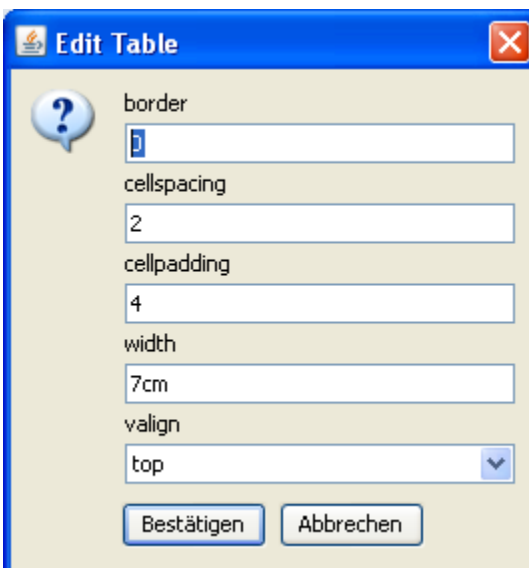 Edit Table
border
0
cellspacing
2
cellpadding
4
width
7cm
valign
top
Bestätigen Abbrechen